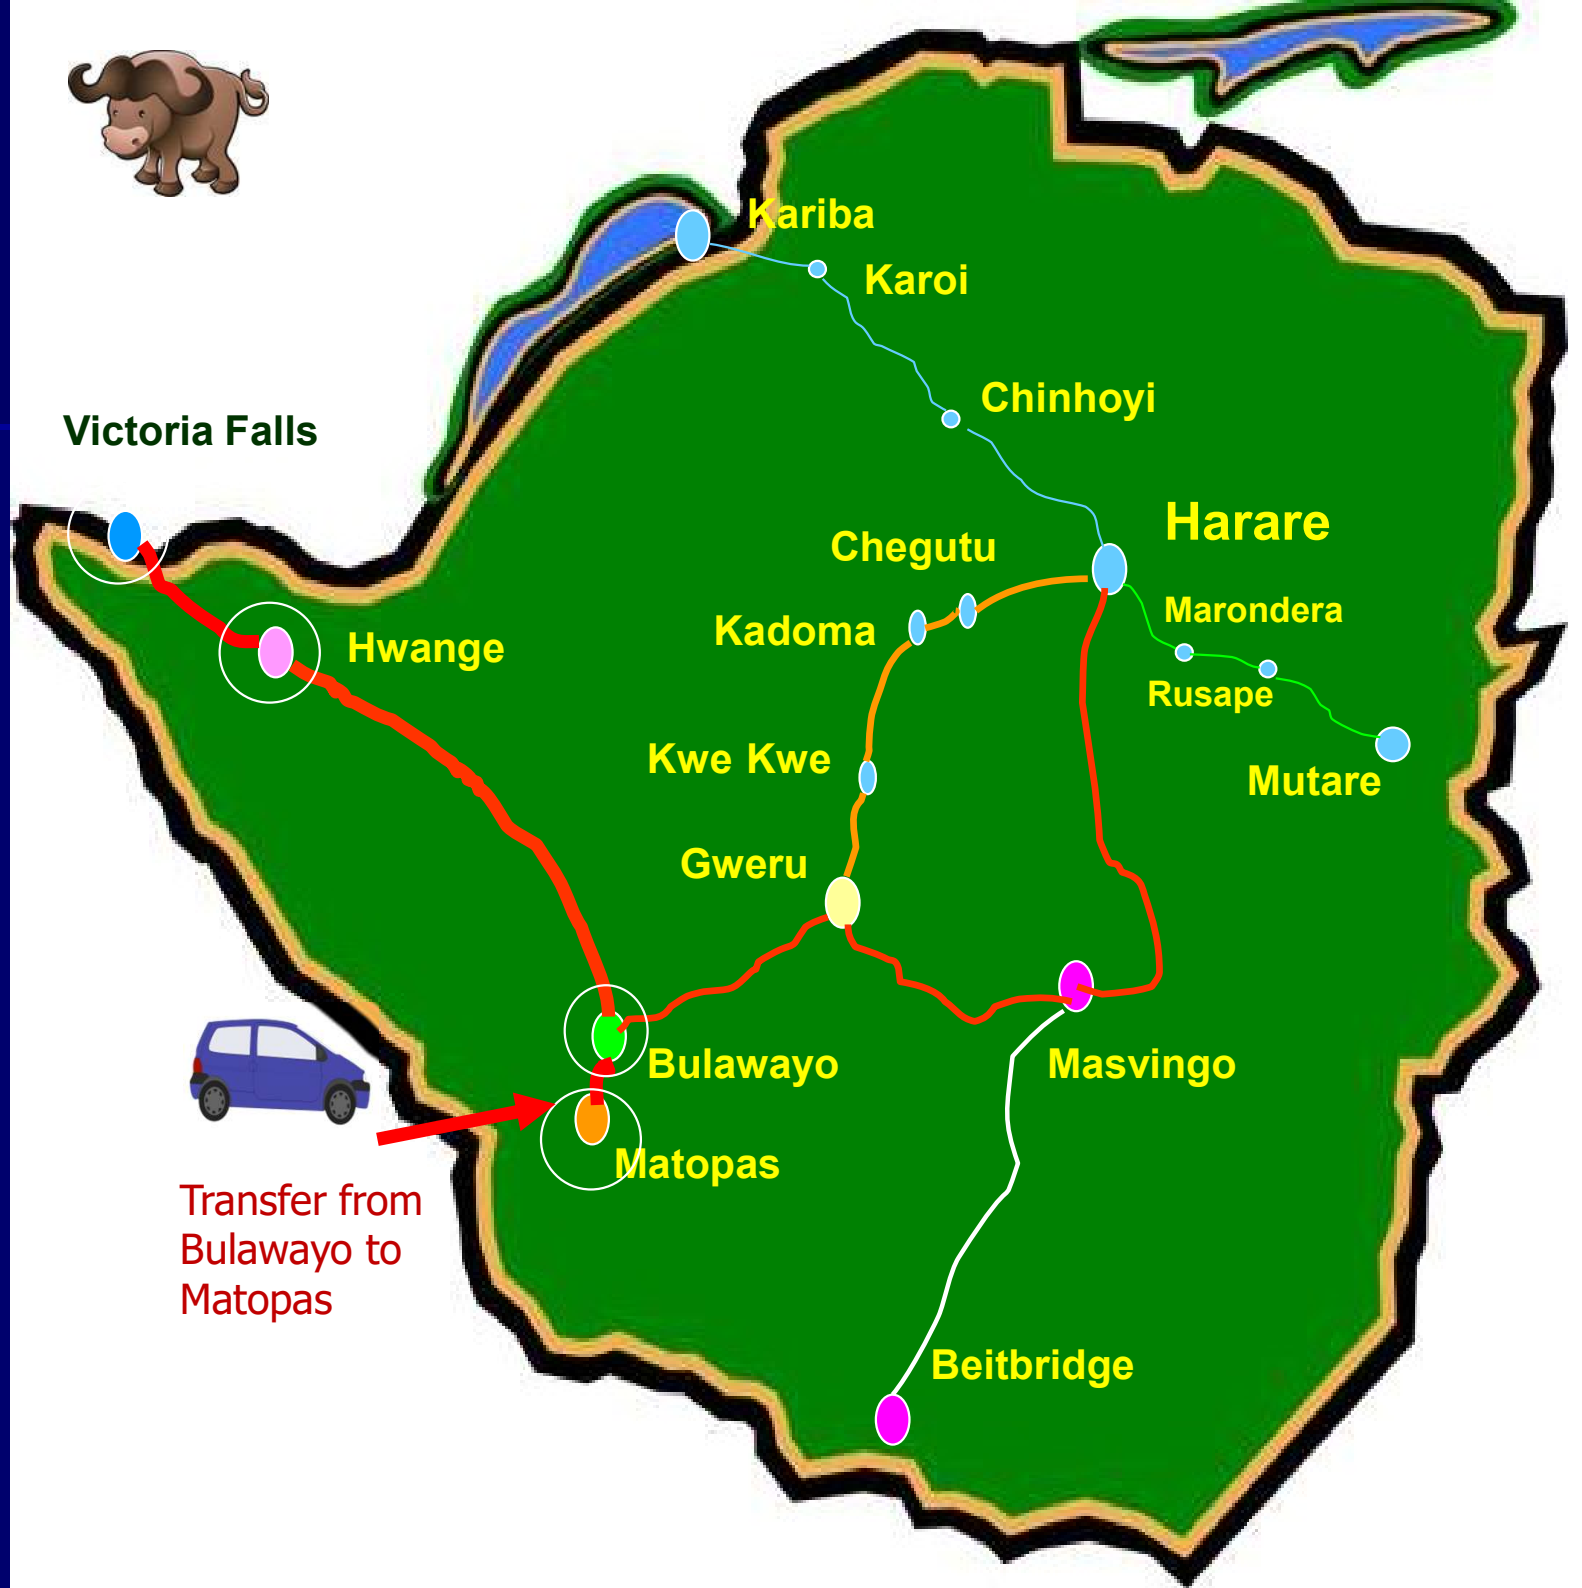 Kariba
Karoi
Chinhoyi
Victoria Falls
Harare
Chegutu
Marondera
Kadoma
Hwange
Rusape
Kwe Kwe
Mutare
Gweru
Bulawayo
Masvingo
Matopas
Transfer from
Bulawayo to
Matopas
Beitbridge